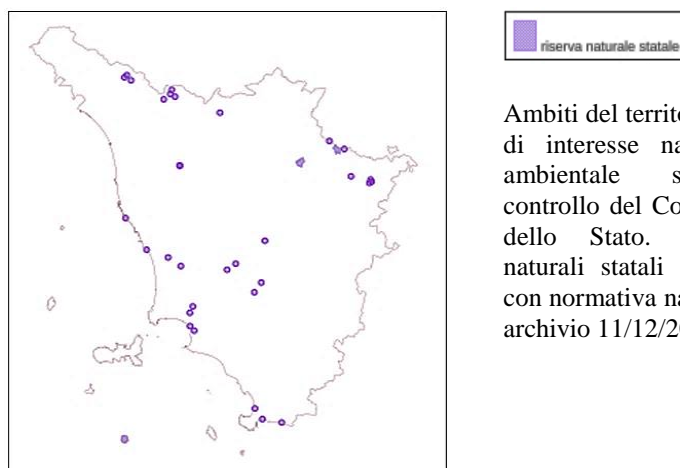 riserva naturale statale
Ambiti del territo
di interesse na
ambientale s
controllo del Co
dello Stato.
naturali statali
con normativa na
archivio 11/12/2